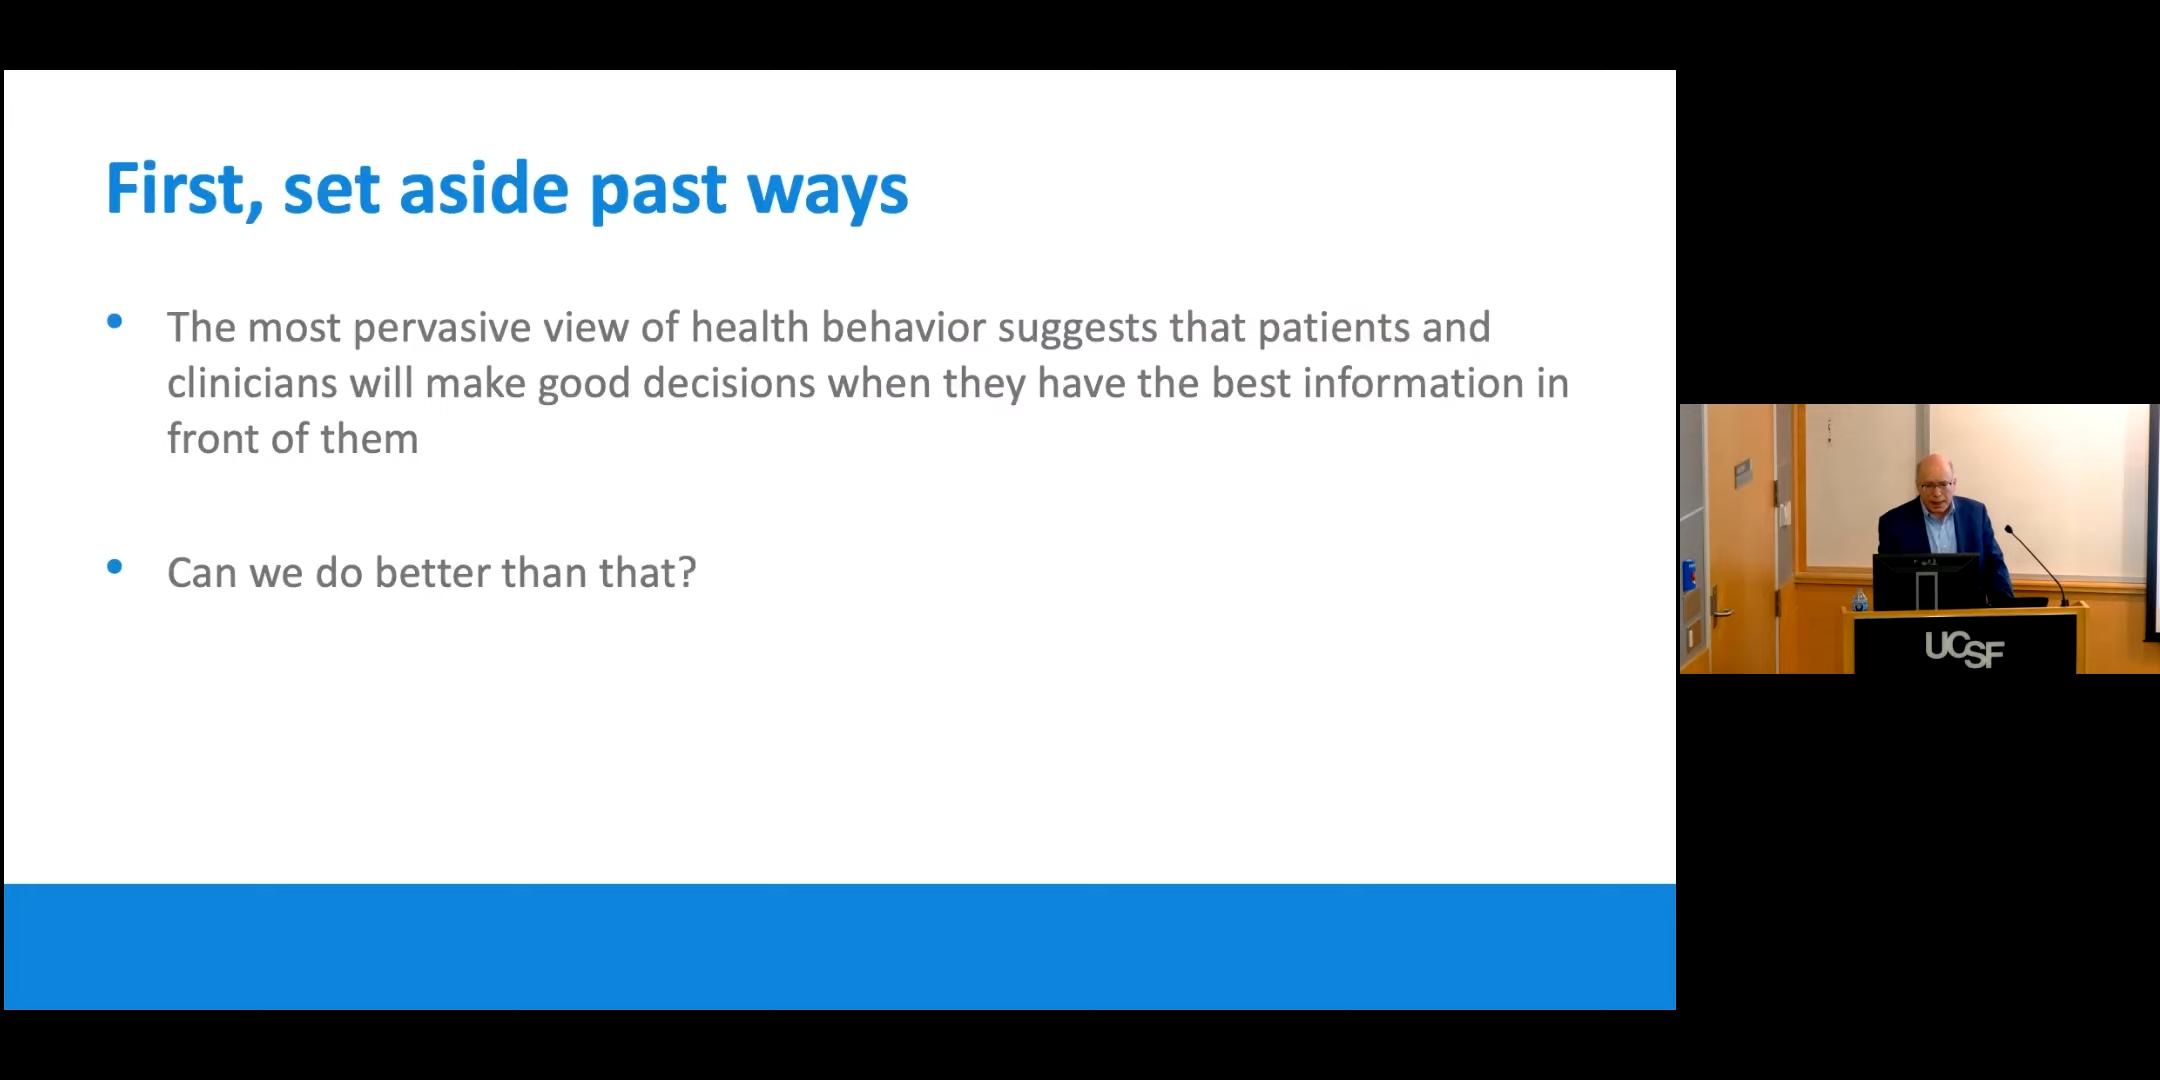 First, set aside past ways
• The most pervasive view of health behavior suggests that patients and
clinicians will make good decisions when they have the best information in
front of them
• Can we do better than that?
UCSF